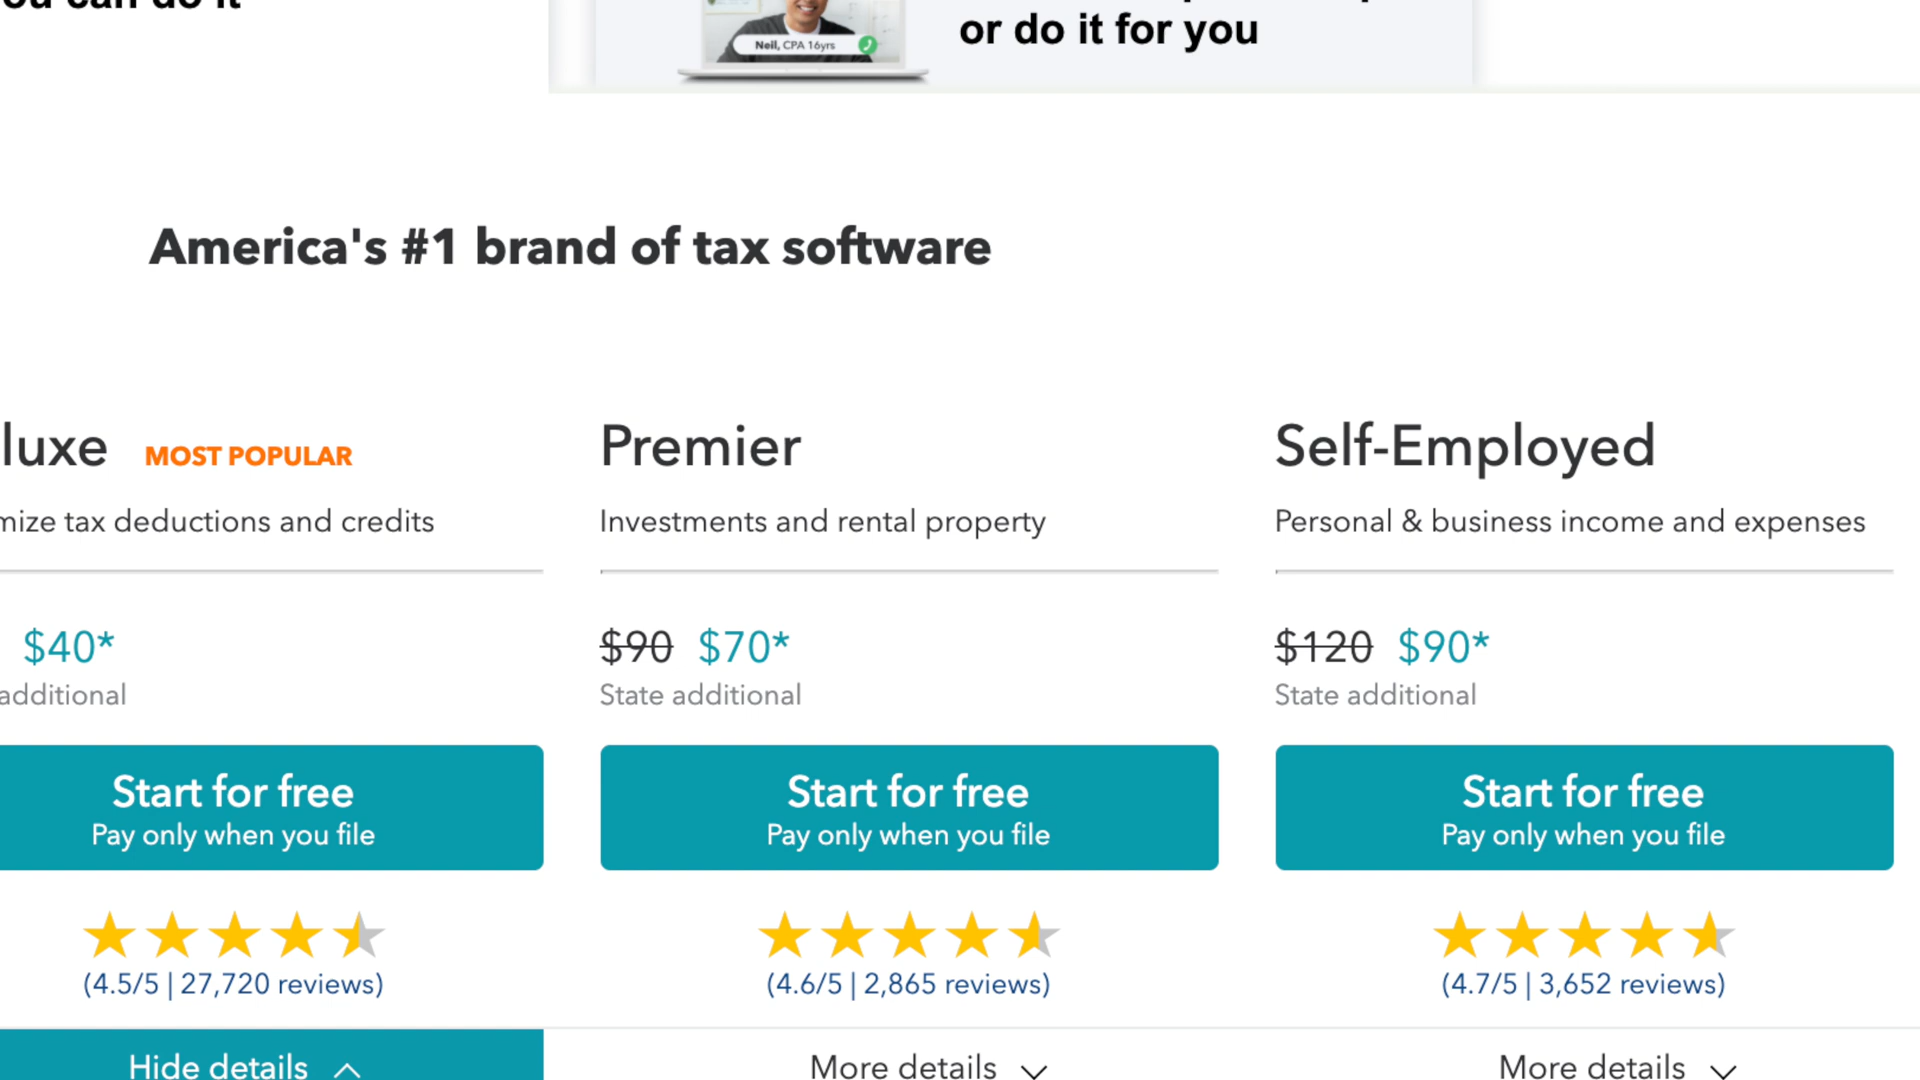 can do it
or do it for you
Neil, CPA 16yrs
America's #1 brand of tax software
luxe MOST POPULAR
mize tax deductions and credits
$40*
additional
Start for free
Pay only when you file
(4.5/5 | 27,720 reviews)
Hide details
Premier
Investments and rental property
$90 $70*
State additional
Start for free
Pay only when you file
(4.6/5 | 2,865 reviews)
More details
Self-Employed
Personal & business income and expenses
$120 $90*
State additional
Start for free
Pay only when you file
(4.7/5 | 3,652 reviews)
More details